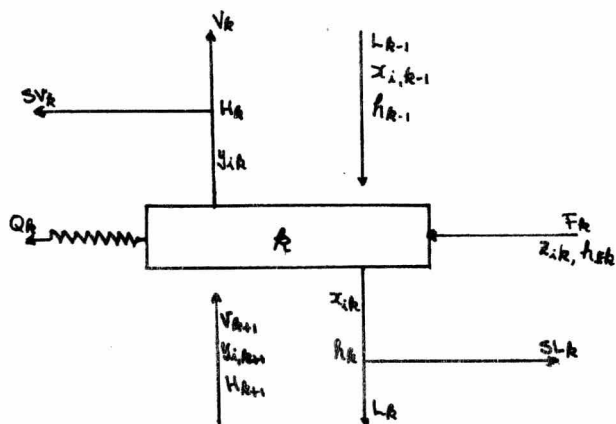 Vk
Lk-1
xi,k-1
hk-1
SVk
Hk
yik
Qk
k
Fk
zik, hFk
Vk+1
yi,k+1
Hk+1
xik
hk
SLk
Lk